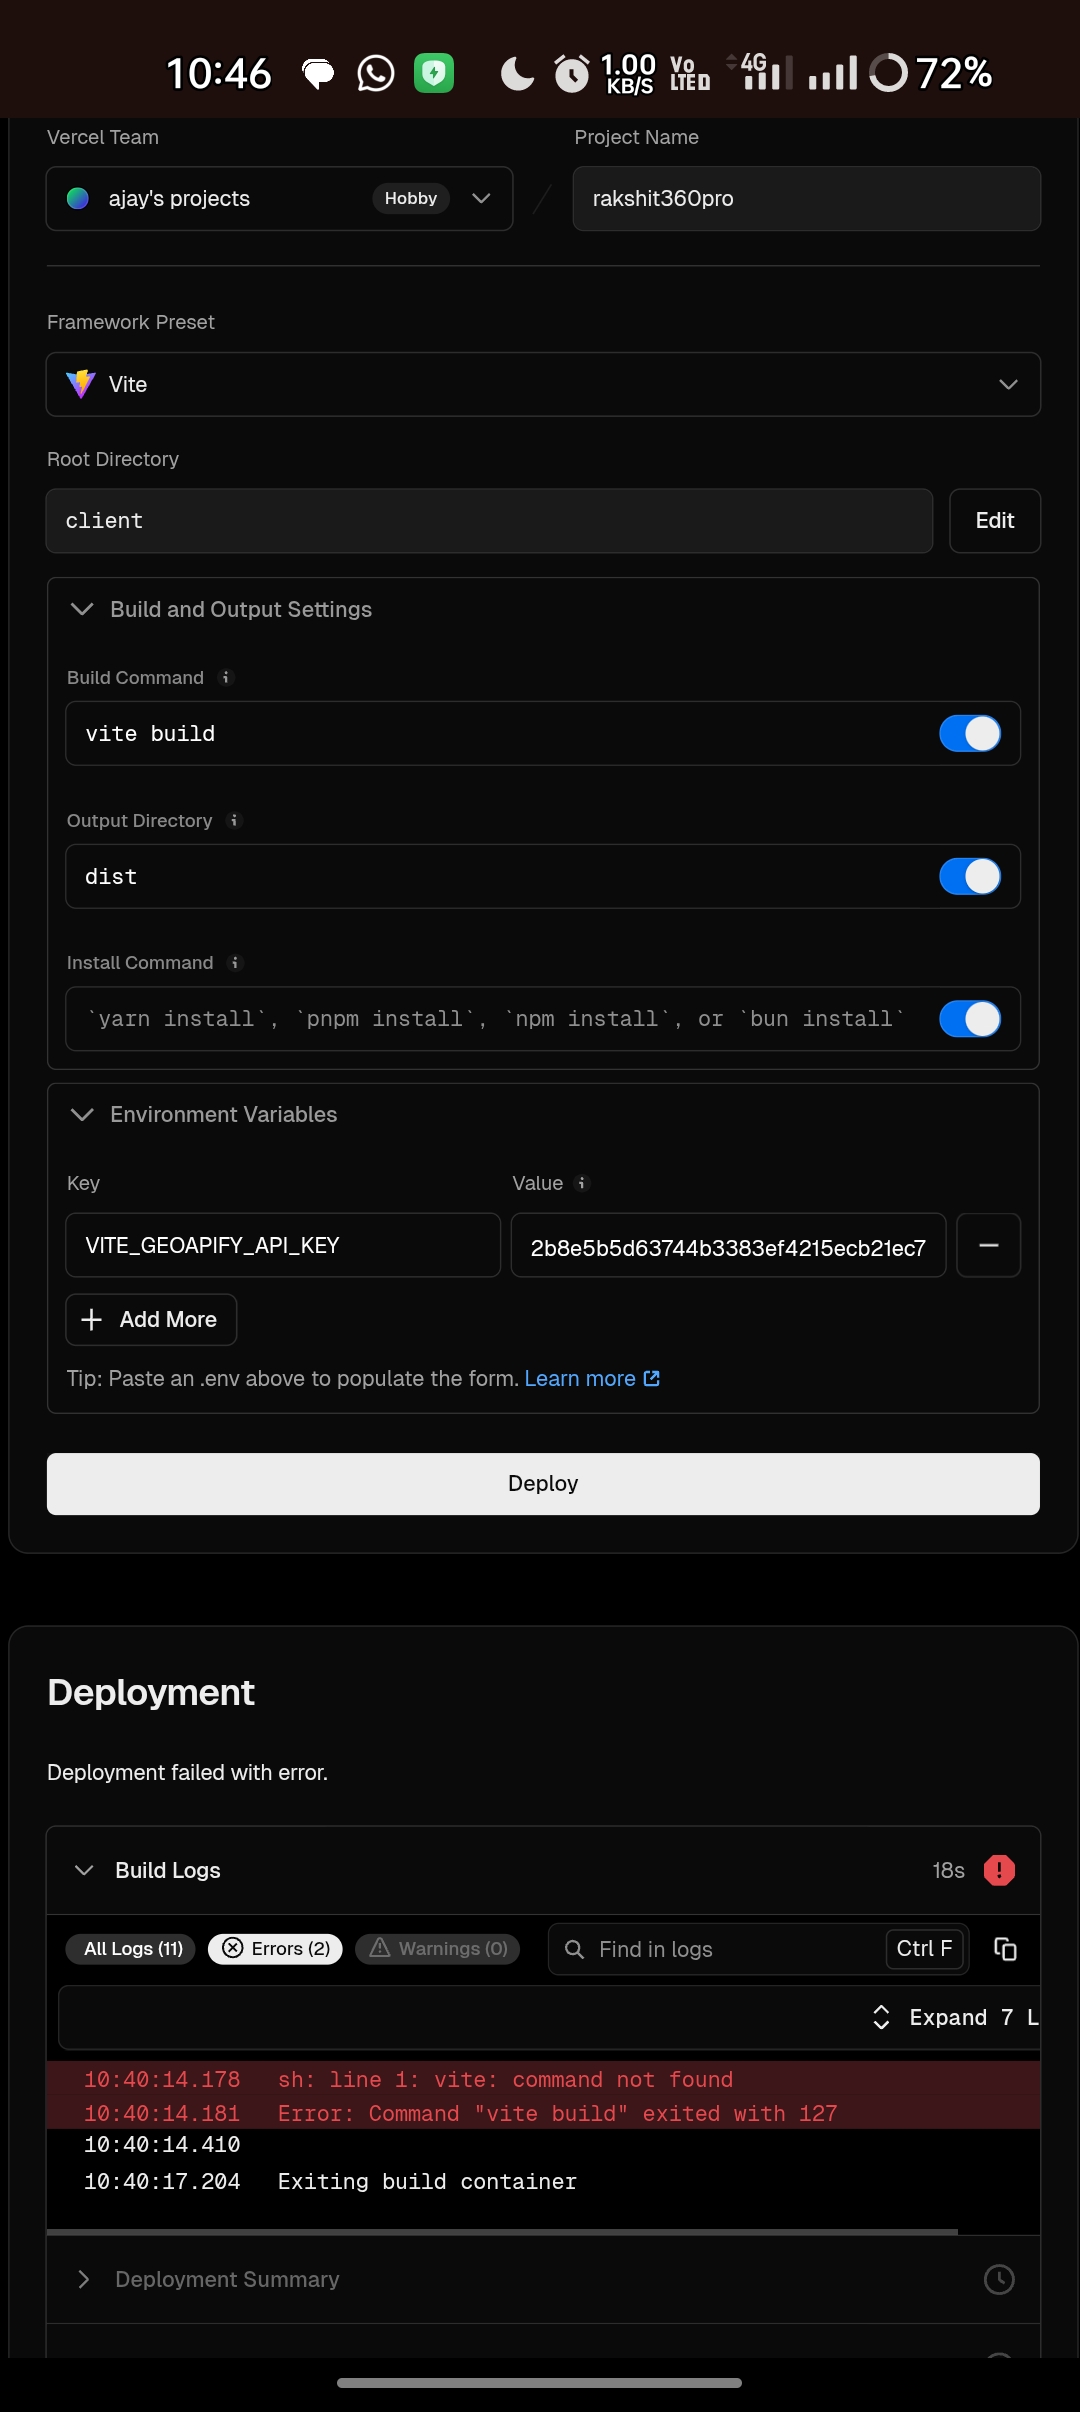 10:46 1.00 KB/S Vo LTED 4G 72%
Vercel Team
Project Name
ajay's projects Hobby
rakshit360pro
Framework Preset
Vite
Root Directory
client
Edit
Build and Output Settings
Build Command
vite build
Output Directory
dist
Install Command
`yarn install`, `pnpm install`, `npm install`, or `bun install`
Environment Variables
Key
Value
VITE_GEOAPIFY_API_KEY
2b8e5b5d63744b3383ef4215ecb21ec7
Add More
Tip: Paste an .env above to populate the form. Learn more
Deploy
Deployment
Deployment failed with error.
Build Logs 18s
All Logs (11) Errors (2) Warnings (0) Find in logs Ctrl F
Expand 7 L
10:40:14.178 sh: line 1: vite: command not found
10:40:14.181 Error: Command "vite build" exited with 127
10:40:14.410
10:40:17.204 Exiting build container
Deployment Summary